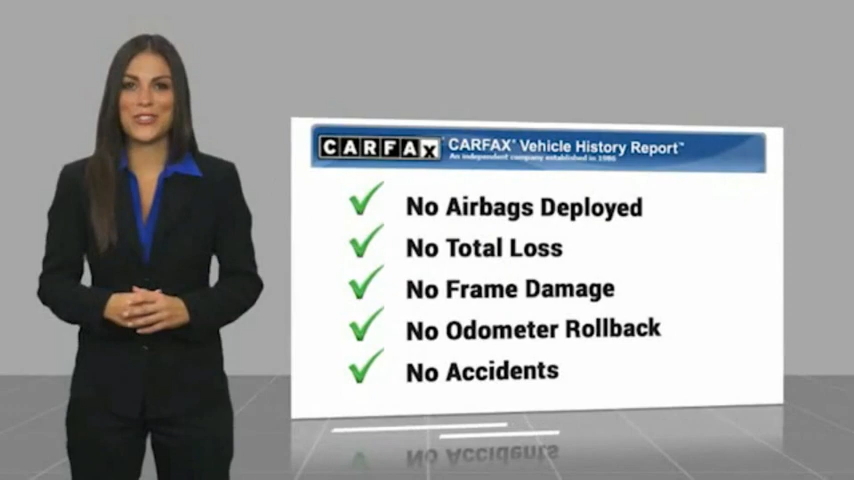 CARFAX CARFAX® Vehicle History Report™
An independent company established in 1986
No Airbags Deployed
No Total Loss
No Frame Damage
No Odometer Rollback
No Accidents